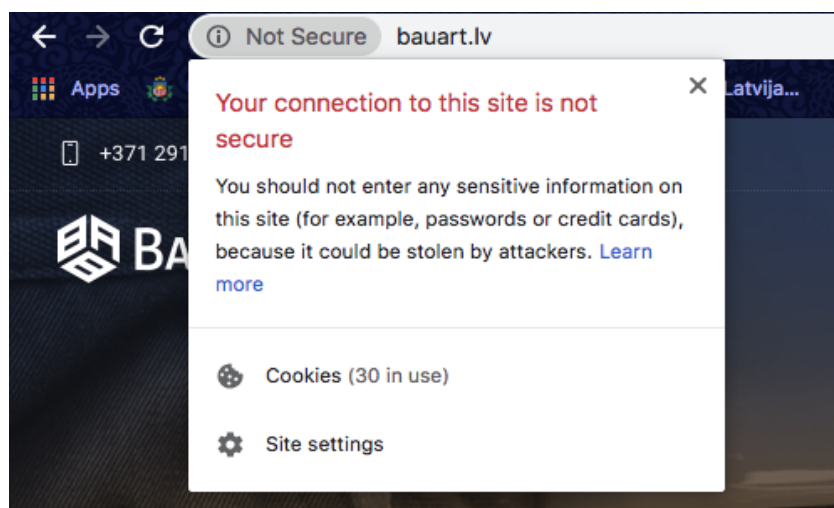 Not Secure bauart.lv
Apps
Latvija...
Your connection to this site is not
secure
+371 291
You should not enter any sensitive information on
this site (for example, passwords or credit cards),
because it could be stolen by attackers. Learn
more
BA
Cookies (30 in use)
Site settings